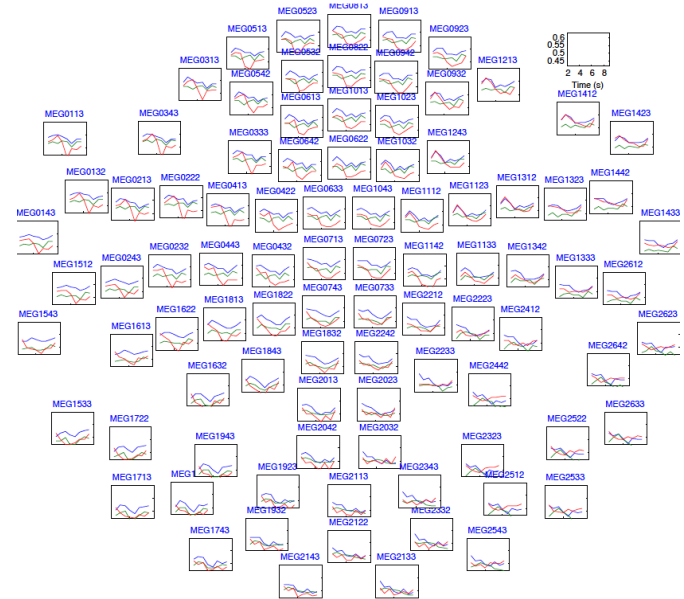 MEG0813
MEG0523 MEG0913
MEG0513 MEG0923
MEG0532 MEG0822 MEG0942
MEG0313 MEG0542 MEG0932 MEG1213
0.6
0.55
0.5
0.45
2 4 6 8
Time (s)
MEG0613 MEG1013 MEG1023 MEG1412
MEG0113 MEG0343 MEG1423
MEG0333 MEG0642 MEG0622 MEG1032 MEG1243
MEG0132 MEG0213 MEG0222 MEG0413 MEG0422 MEG0633 MEG1043 MEG1112 MEG1123 MEG1312 MEG1323 MEG1442
MEG0143 MEG1433
MEG0232 MEG0443 MEG0432 MEG0713 MEG0723 MEG1142 MEG1133 MEG1342
MEG1512 MEG0243 MEG1333 MEG2612
MEG1622 MEG1813 MEG1822 MEG0743 MEG0733 MEG2212 MEG2223 MEG2412
MEG1543 MEG1613 MEG2623
MEG1632 MEG1843 MEG1832 MEG2242 MEG2233 MEG2442 MEG2642
MEG2013 MEG2023
MEG1533 MEG1722 MEG2522 MEG2633
MEG1943 MEG2042 MEG2032 MEG2323
MEG1713 MEG1 MEG1923 MEG2113 MEG2343 MEG2512 MEG2533
MEG1743 MEG1932 MEG2122 MEG2332 MEG2543
MEG2143 MEG2133